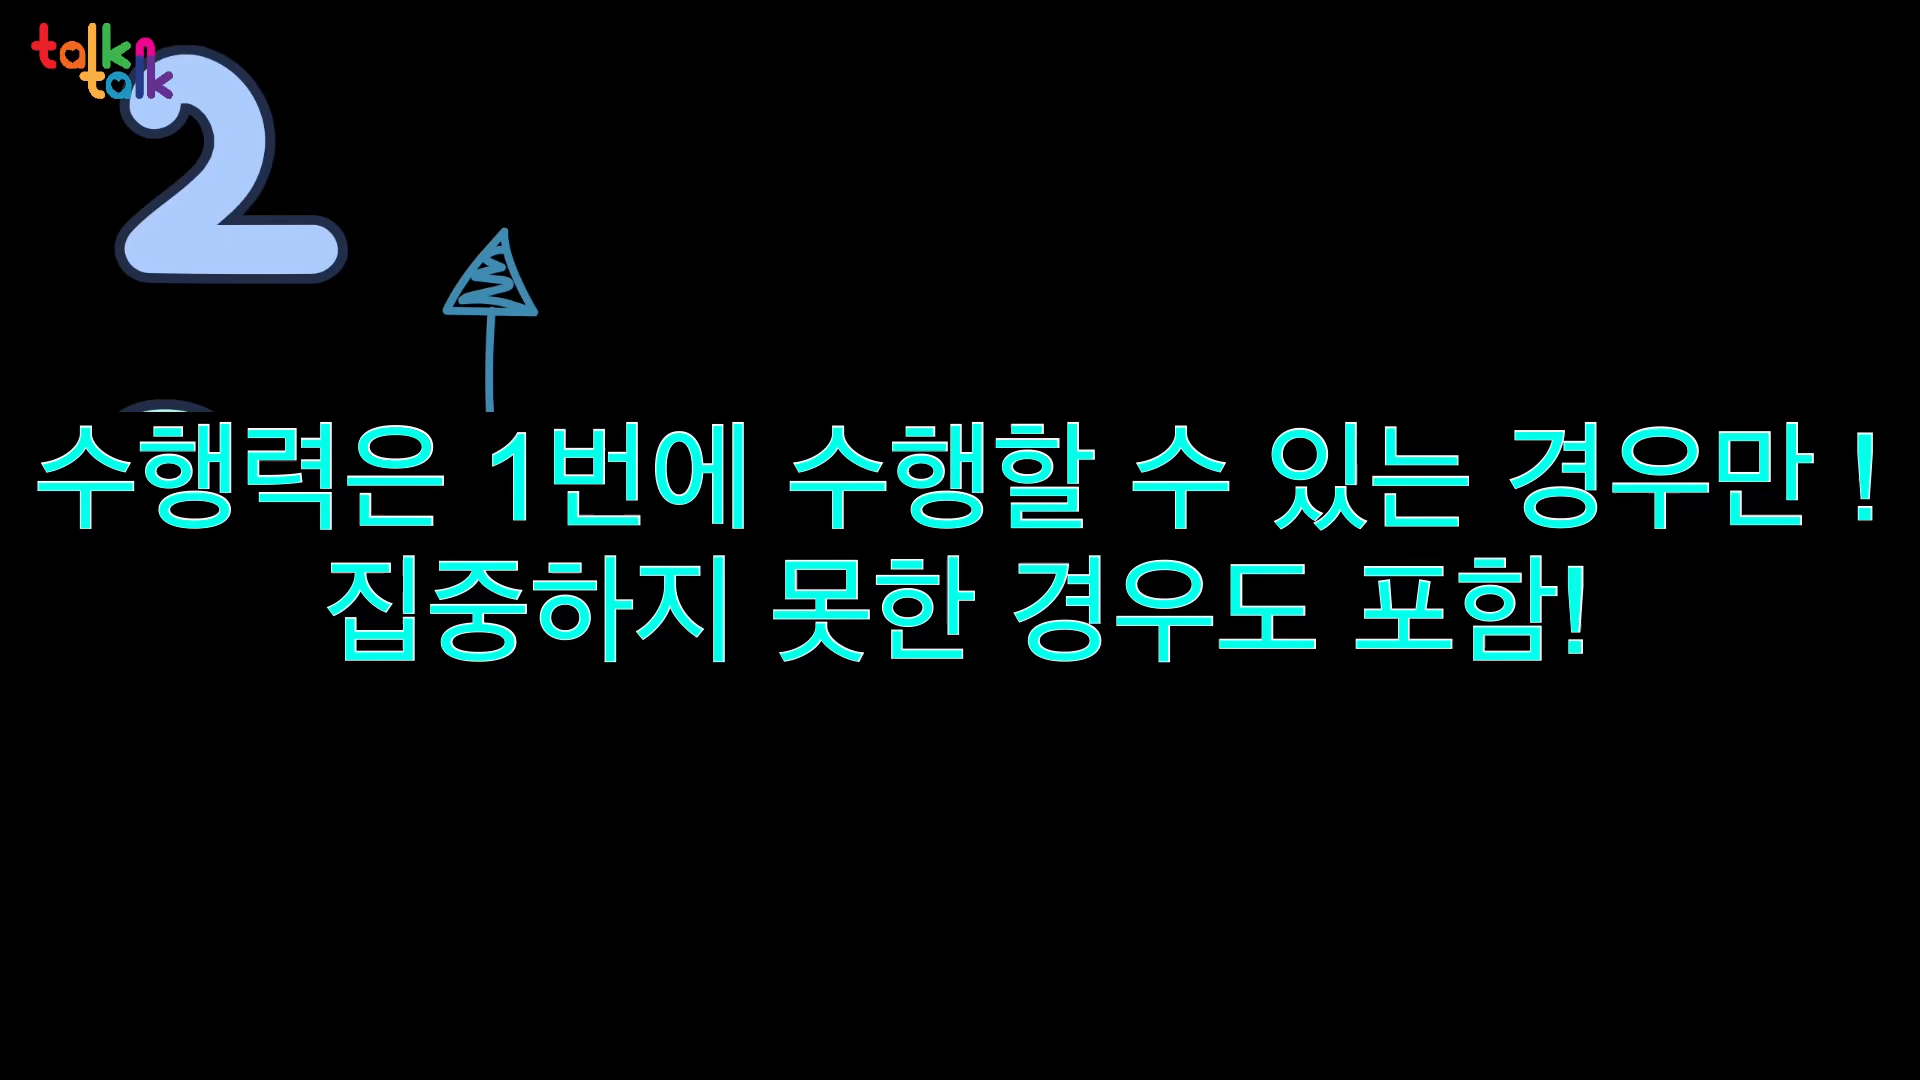 talk n
talk
2
수행력은 1번에 수행할 수 있는 경우만 !
집중하지 못한 경우도 포함!